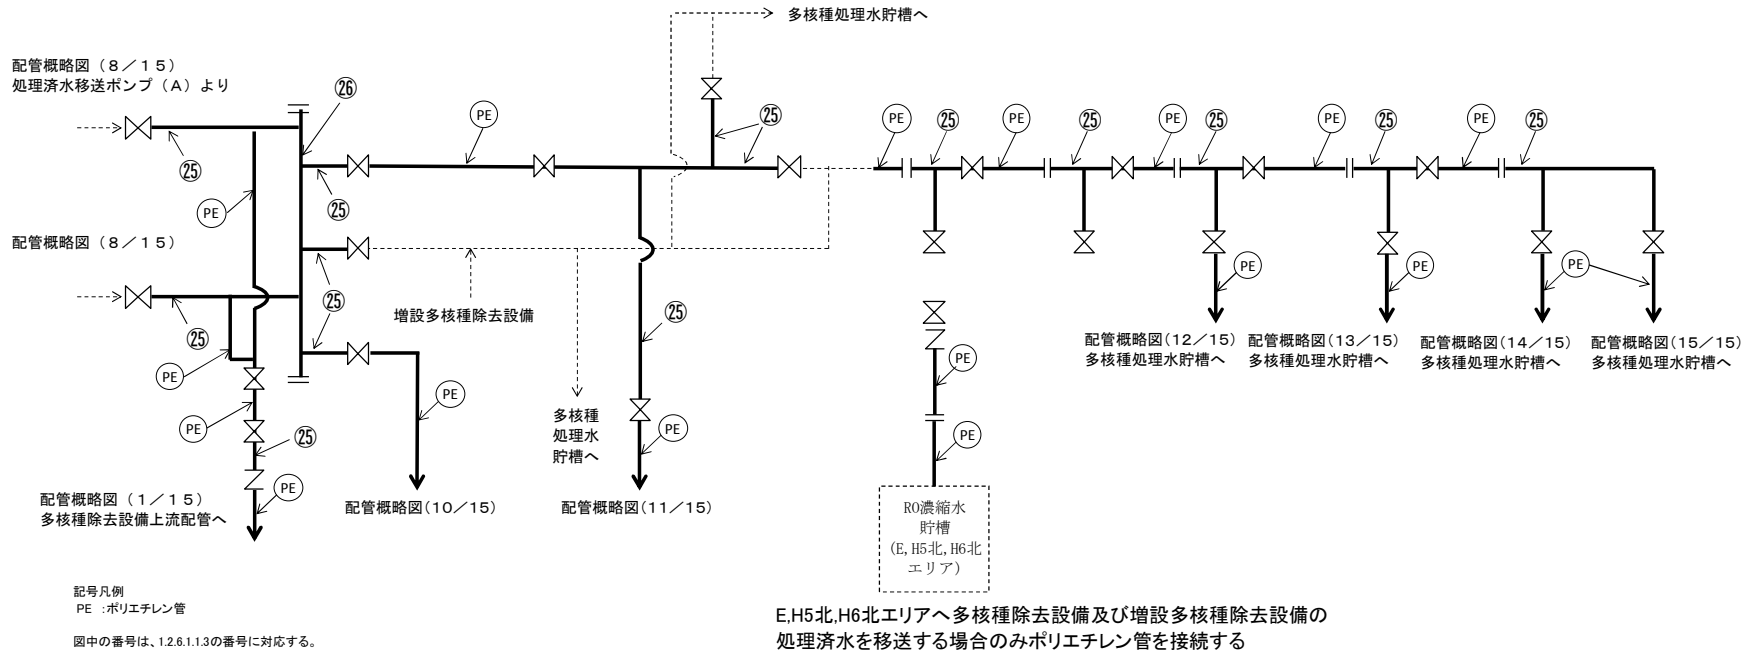 多核種処理水貯槽へ
配管概略図（８／１５）
処理済水移送ポンプ（A）より
㉖
PE
㉕
PE
㉕
PE
㉕
PE
㉕
PE
㉕
PE
㉕
㉕
PE
㉕
配管概略図（８／１５）
PE
PE
PE
㉕
㉕
増設多核種除去設備
㉕
配管概略図(１２／１５)
多核種処理水貯槽へ
配管概略図(１３／１５)
多核種処理水貯槽へ
配管概略図(１４／１５)
多核種処理水貯槽へ
配管概略図(１５／１５)
多核種処理水貯槽へ
PE
PE
PE
PE
㉕
多核種
処理水
貯槽へ
PE
PE
PE
配管概略図（１／１５）
多核種除去設備上流配管へ
配管概略図(１０／１５)
配管概略図(１１／１５)
RO濃縮水
貯槽
(E,H5北,H6北
エリア)
記号凡例
PE ：ポリエチレン管
図中の番号は、1.2.6.1.1.3の番号に対応する。
E,H5北,H6北エリアへ多核種除去設備及び増設多核種除去設備の
処理済水を移送する場合のみポリエチレン管を接続する